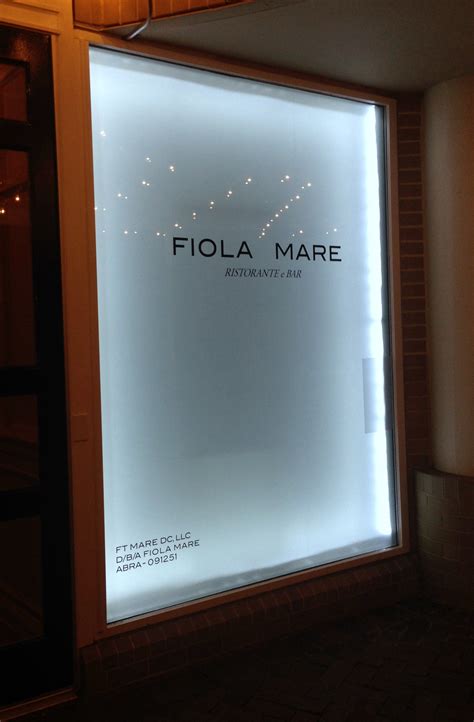 FIOLA MARE
RISTORANTE e BAR
FT MARE DC, LLC
D/B/A FIOLA MARE
ABRA-091251